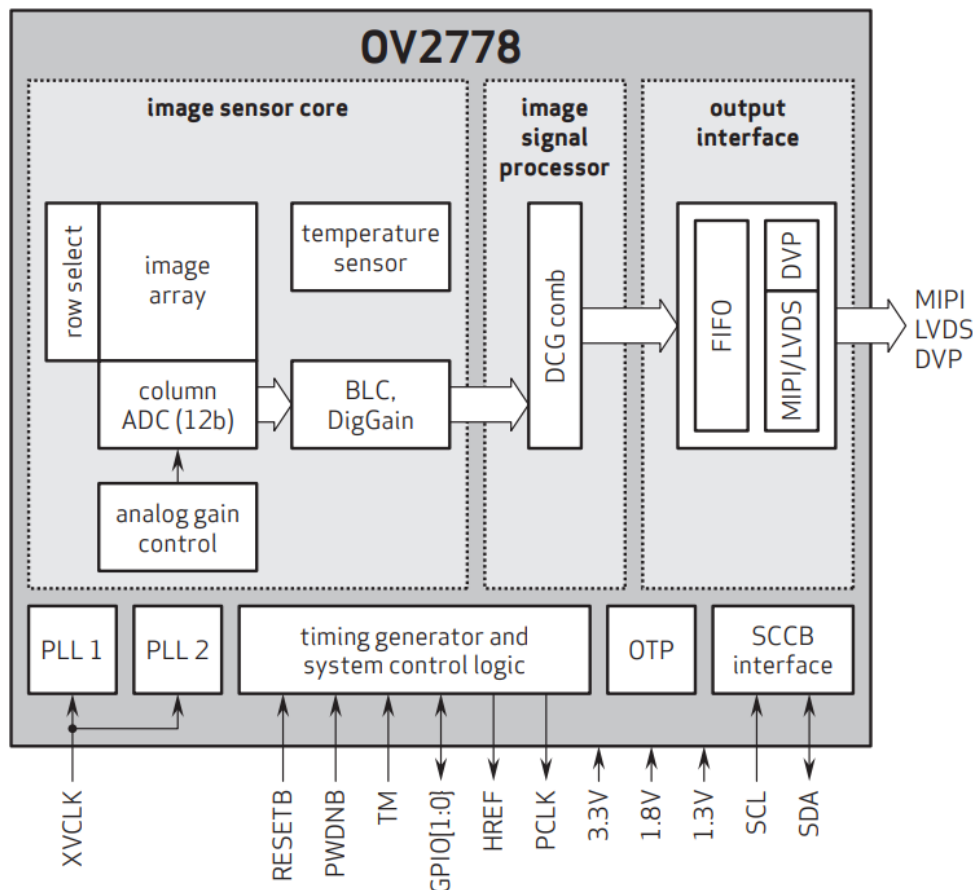 OV2778
image sensor core
image
signal
processor
output
interface
row select
image
array
temperature
sensor
column
ADC (12b)
BLC,
DigGain
analog gain
control
DCG comb
FIFO
DVP
MIPI/LVDS
MIPI
LVDS
DVP
PLL 1
PLL 2
timing generator and
system control logic
OTP
SCCB
interface
XVCLK
RESETB
PWDNB
TM
GPIO[1:0}
HREF
PCLK
3.3V
1.8V
1.3V
SCL
SDA